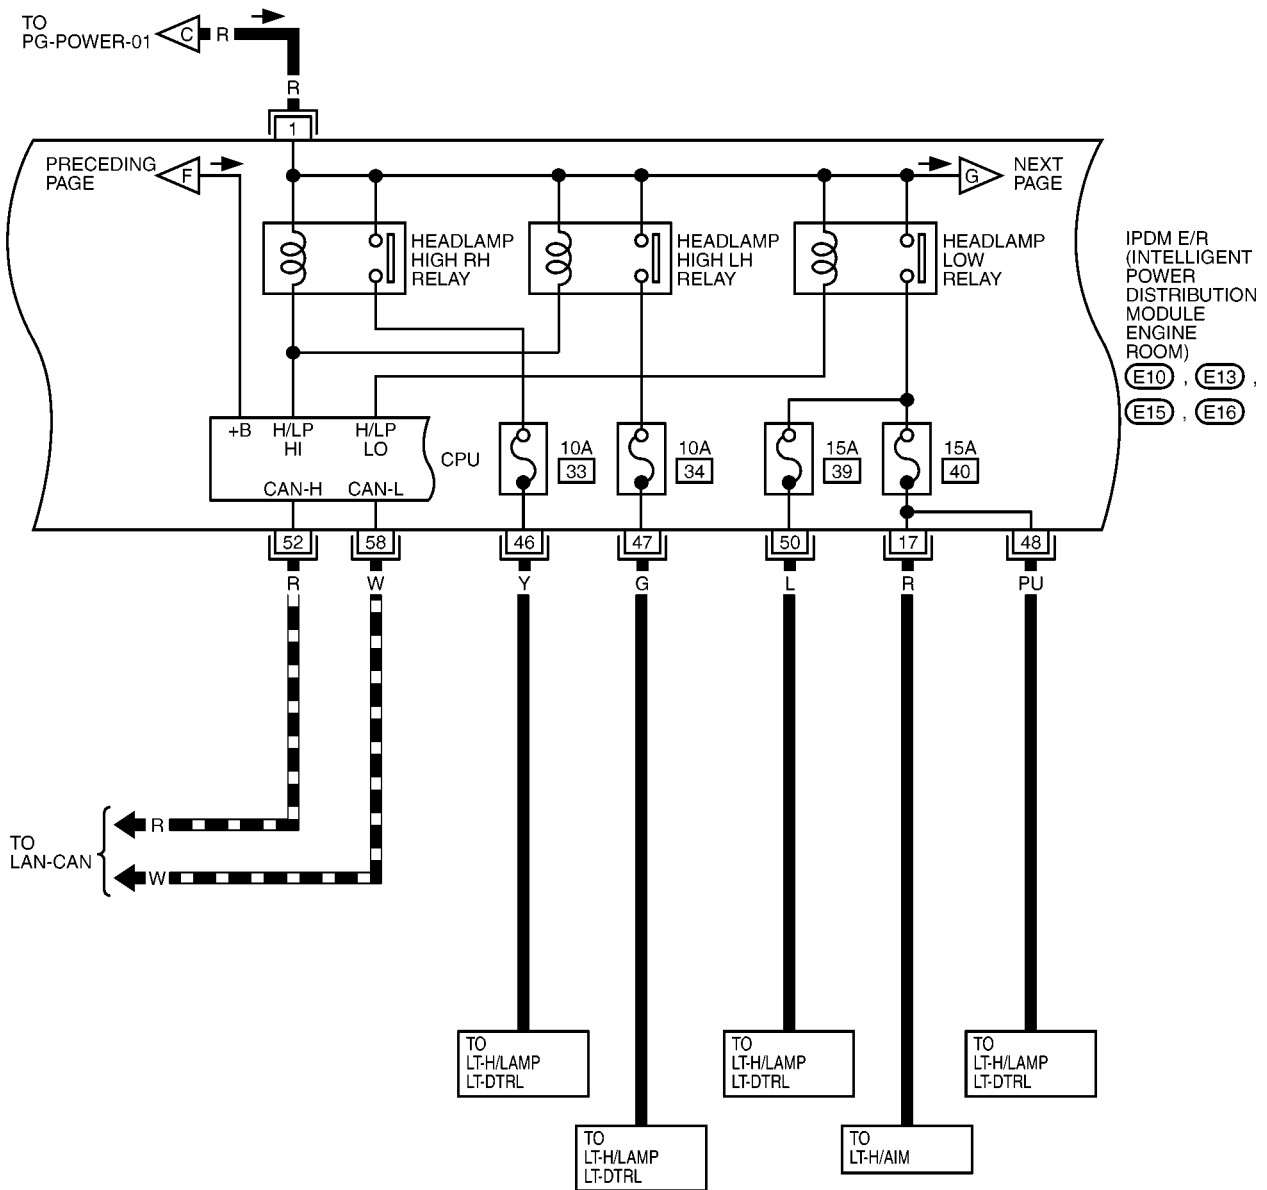 TO
PG-POWER-01
C
R
R
1
PRECEDING
PAGE
F
G
NEXT
PAGE
HEADLAMP
HIGH RH
RELAY
HEADLAMP
HIGH LH
RELAY
HEADLAMP
LOW
RELAY
IPDM E/R
(INTELLIGENT
POWER
DISTRIBUTION
MODULE
ENGINE
ROOM)
E10 , E13 ,
E15 , E16
+B
H/LP
HI
H/LP
LO
CAN-H
CAN-L
CPU
10A
33
10A
34
15A
39
15A
40
52
58
46
47
50
17
48
R
W
Y
G
L
R
PU
TO
LAN-CAN
R
W
TO
LT-H/LAMP
LT-DTRL
TO
LT-H/LAMP
LT-DTRL
TO
LT-H/LAMP
LT-DTRL
TO
LT-H/AIM
TO
LT-H/LAMP
LT-DTRL